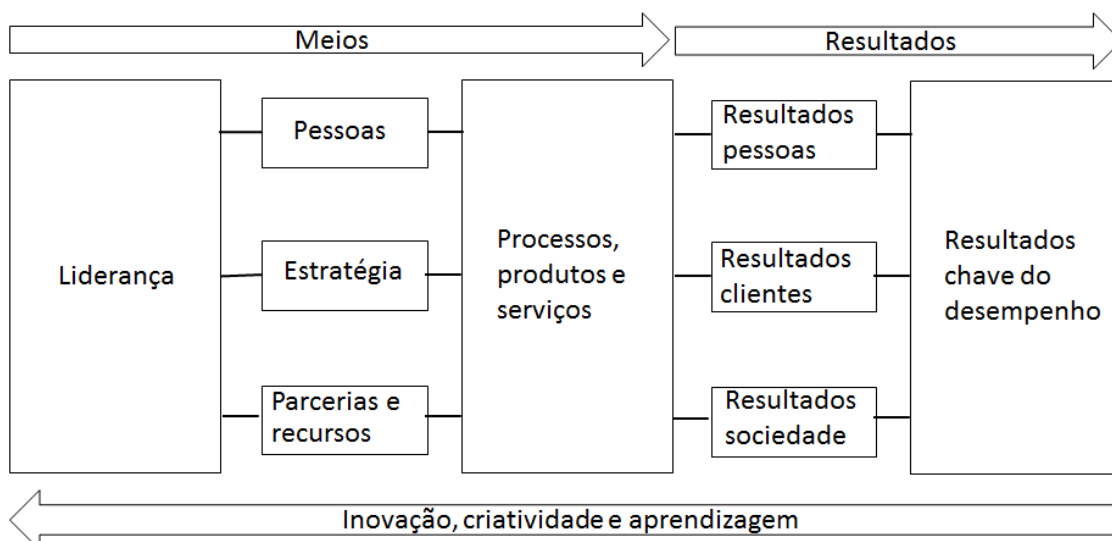 Meios
Resultados
Liderança
Pessoas
Estratégia
Parcerias e
recursos
Processos,
produtos e
serviços
Resultados
pessoas
Resultados
clientes
Resultados
sociedade
Resultados
chave do
desempenho
Inovação, criatividade e aprendizagem